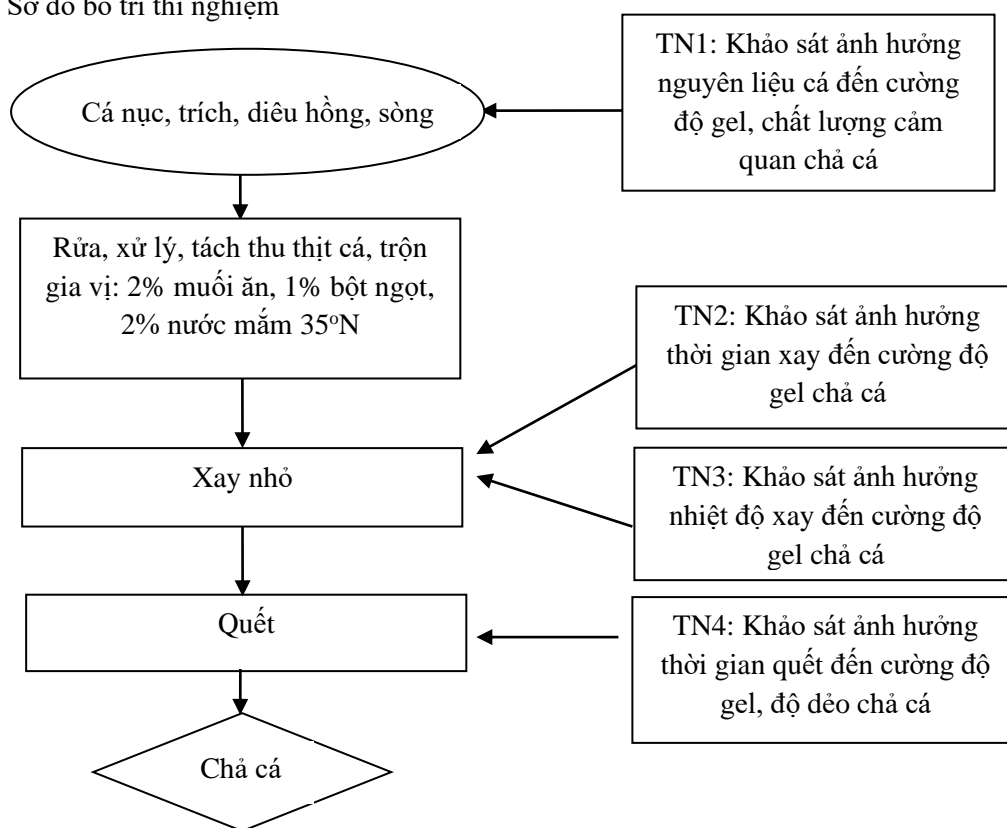 Sơ đồ bố trí thí nghiệm
TN1: Khảo sát ảnh hưởng
nguyên liệu cá đến cường
độ gel, chất lượng cảm
quan chả cá
Cá nục, trích, diêu hồng, sòng
Rửa, xử lý, tách thu thịt cá, trộn
gia vị: 2% muối ăn, 1% bột ngọt,
2% nước mắm 35ºN
TN2: Khảo sát ảnh hưởng
thời gian xay đến cường độ
gel chả cá
Xay nhỏ
TN3: Khảo sát ảnh hưởng
nhiệt độ xay đến cường độ
gel chả cá
Quết
TN4: Khảo sát ảnh hưởng
thời gian quết đến cường độ
gel, độ dẻo chả cá
Chả cá